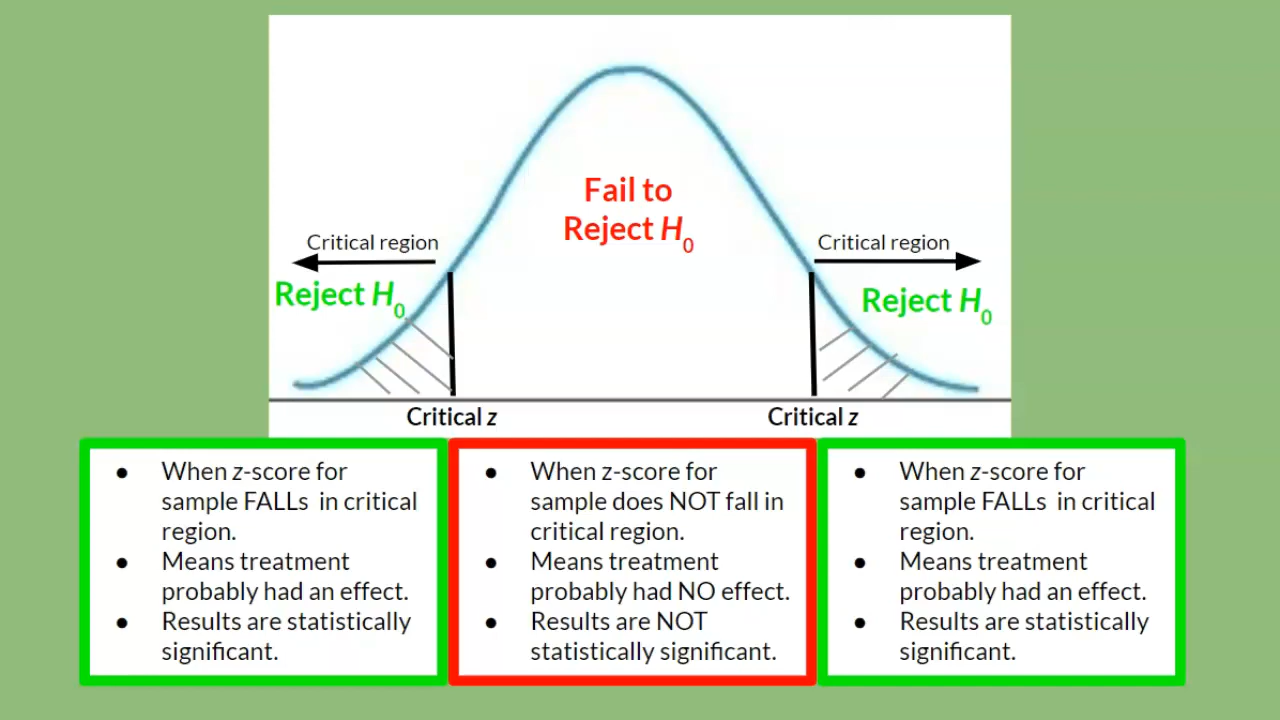 Fail to
Reject H0
Critical region
Critical region
Reject H0
Reject H0
Critical z
Critical z
● When z-score for
sample FALLs in critical
region.
● Means treatment
probably had an effect.
● Results are statistically
significant.
● When z-score for
sample does NOT fall in
critical region.
● Means treatment
probably had NO effect.
● Results are NOT
statistically significant.
● When z-score for
sample FALLs in critical
region.
● Means treatment
probably had an effect.
● Results are statistically
significant.